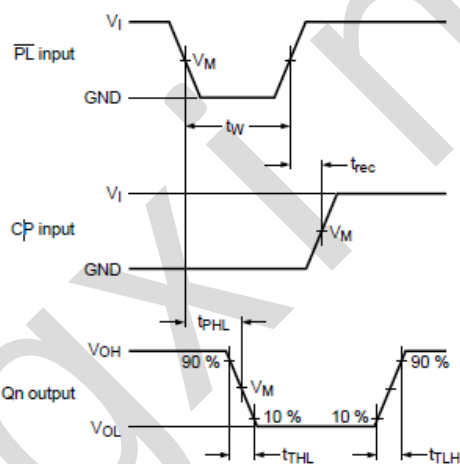 VI
PL input
VM
GND
tW
trec
VI
CP input
VM
GND
tPHL
VOH
90 %
90 %
Qn output
VM
10 %
10 %
VOL
tTHL
tTLH